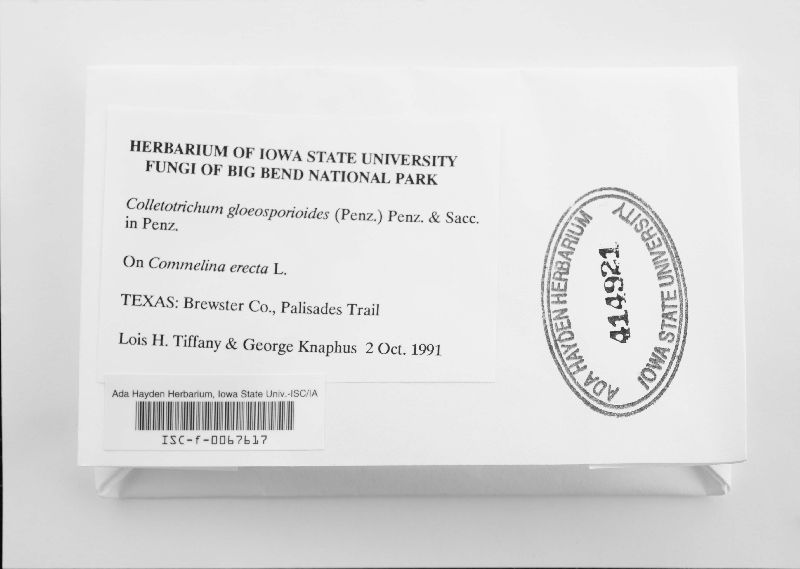 HERBARIUM OF IOWA STATE UNIVERSITY
FUNGI OF BIG BEND NATIONAL PARK
Colletotrichum gloeosporioides (Penz.) Penz. & Sacc.
in Penz.
On Commelina erecta L.
TEXAS: Brewster Co., Palisades Trail
Lois H. Tiffany & George Knaphus 2 Oct. 1991
Ada Hayden Herbarium, Iowa State Univ.-ISC/IA
ISC-f-0067617
ADA HAYDEN HERBARIUM
414921
IOWA STATE UNIVERSITY